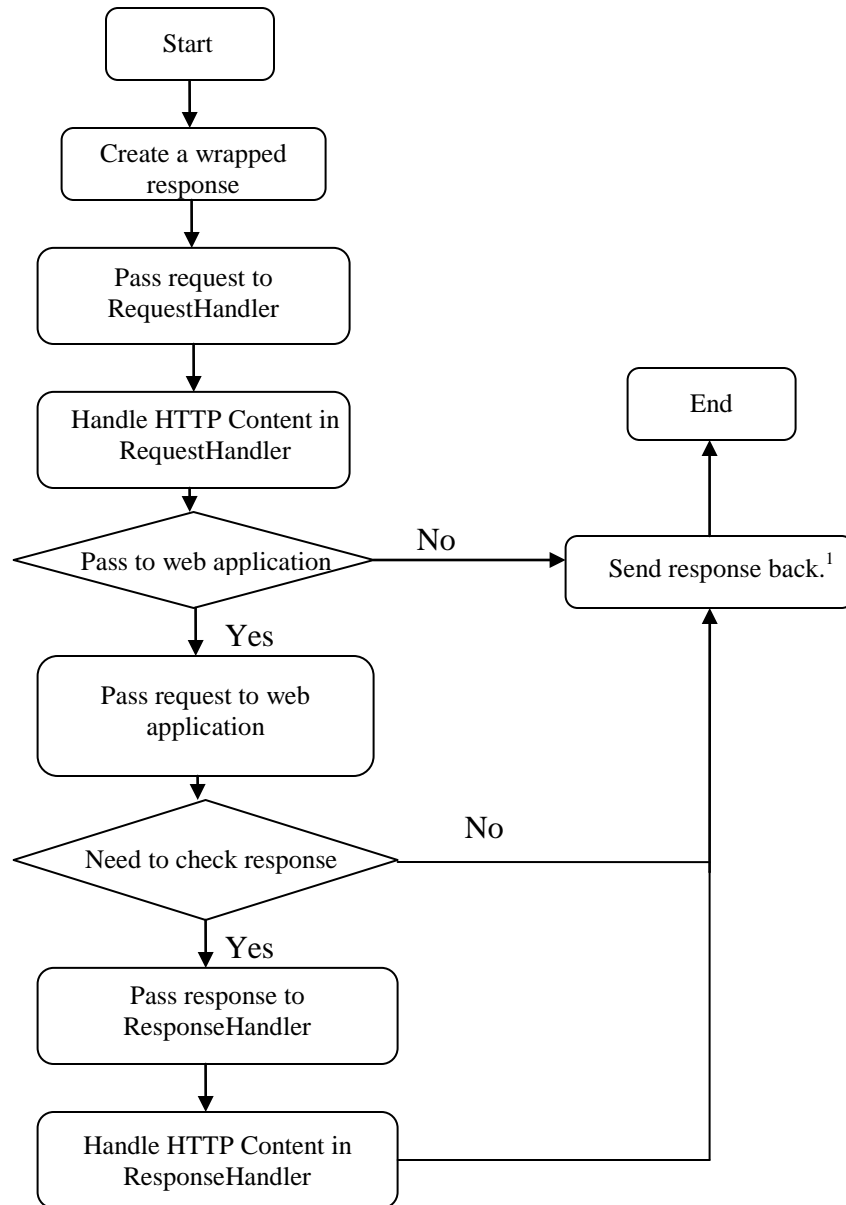 Start
Create a wrapped
response
Pass request to
RequestHandler
Handle HTTP Content in
RequestHandler
End
Pass to web application
No
Send response back.1
Yes
Pass request to web
application
Need to check response
No
Yes
Pass response to
ResponseHandler
Handle HTTP Content in
ResponseHandler